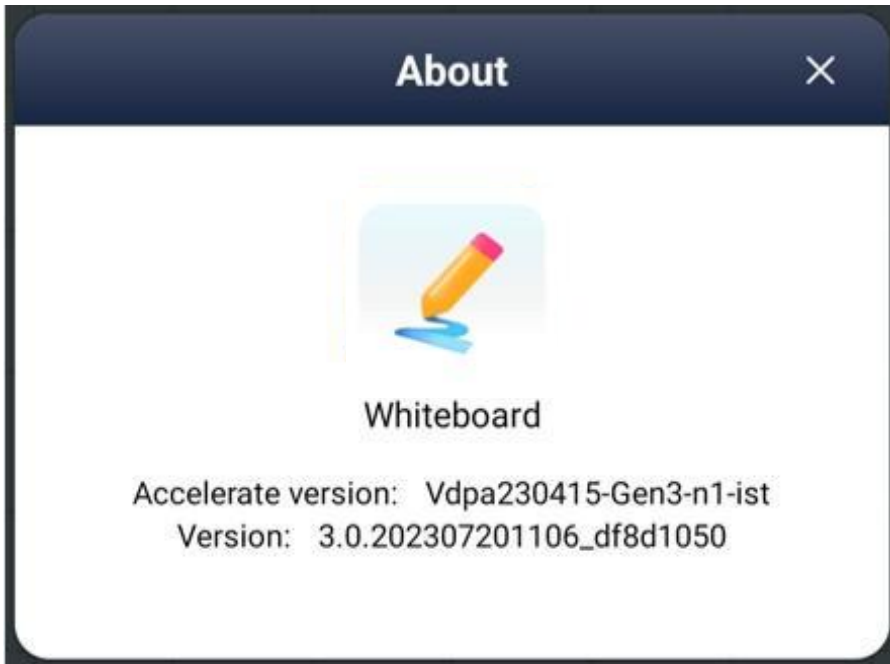 About
Whiteboard
Accelerate version: Vdpa230415-Gen3-n1-ist
Version: 3.0.202307201106_df8d1050